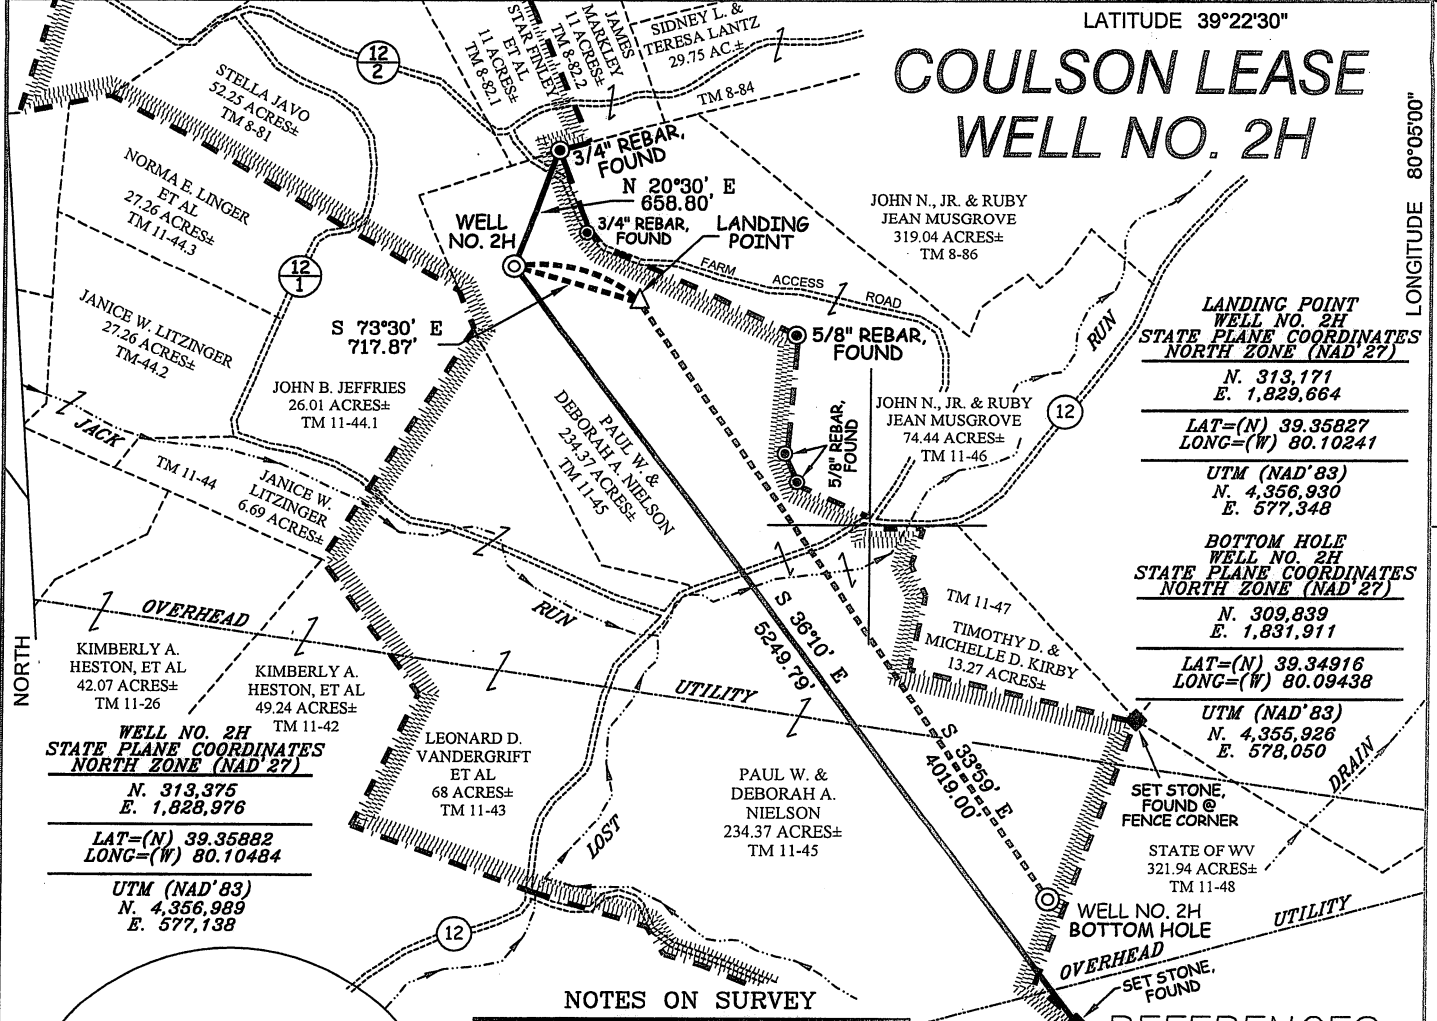 LATITUDE 39°22'30"
COULSON LEASE
WELL NO. 2H
LONGITUDE 80°05'00"
12
2
STELLA JAVO
52.25 ACRES±
TM 8-81
STAR FINLEY
ET AL
11 ACRES±
TM 8-82.1
JAMES
MARKLEY
11 ACRES±
TM 8-82.2
SIDNEY L. &
TERESA LANTZ
29.75 AC.±
TM 8-84
NORMA E. LINGER
ET AL
27.26 ACRES±
TM 11-44.3
3/4" REBAR,
FOUND
N 20°30' E
658.80'
3/4" REBAR,
FOUND
WELL
NO. 2H
LANDING
POINT
JOHN N., JR. & RUBY
JEAN MUSGROVE
319.04 ACRES±
TM 8-86
12
1
FARM ACCESS ROAD
JANICE W. LITZINGER
27.26 ACRES±
TM-44.2
S 73°30' E
717.87'
5/8" REBAR,
FOUND
RUN
12
LANDING POINT
WELL NO. 2H
STATE PLANE COORDINATES
NORTH ZONE (NAD'27)
N. 313,171
E. 1,829,664
LAT=(N) 39.35827
LONG=(W) 80.10241
UTM (NAD'83)
N. 4,356,930
E. 577,348
JOHN B. JEFFRIES
26.01 ACRES±
TM 11-44.1
PAUL W. &
DEBORAH A. NIELSON
234.37 ACRES±
TM 11-45
5/8" REBAR,
FOUND
JOHN N., JR. & RUBY
JEAN MUSGROVE
74.44 ACRES±
TM 11-46
JACK
TM 11-44
JANICE W.
LITZINGER
6.69 ACRES±
BOTTOM HOLE
WELL NO. 2H
STATE PLANE COORDINATES
NORTH ZONE (NAD'27)
N. 309,839
E. 1,831,911
LAT=(N) 39.34916
LONG=(W) 80.09438
UTM (NAD'83)
N. 4,355,926
E. 578,050
OVERHEAD
RUN
S 36°10' E
5249.79'
TM 11-47
TIMOTHY D. &
MICHELLE D. KIRBY
13.27 ACRES±
NORTH
KIMBERLY A.
HESTON, ET AL
42.07 ACRES±
TM 11-26
KIMBERLY A.
HESTON, ET AL
49.24 ACRES±
TM 11-42
UTILITY
WELL NO. 2H
STATE PLANE COORDINATES
NORTH ZONE (NAD'27)
N. 313,375
E. 1,828,976
LAT=(N) 39.35882
LONG=(W) 80.10484
UTM (NAD'83)
N. 4,356,989
E. 577,138
LEONARD D.
VANDERGRIFT
ET AL
68 ACRES±
TM 11-43
LOST
PAUL W. &
DEBORAH A.
NIELSON
234.37 ACRES±
TM 11-45
S 33°59' E
4019.00'
SET STONE,
FOUND @
FENCE CORNER
DRAIN
STATE OF WV
321.94 ACRES±
TM 11-48
WELL NO. 2H
BOTTOM HOLE
UTILITY
12
OVERHEAD
SET STONE,
FOUND
NOTES ON SURVEY
REFERENCES